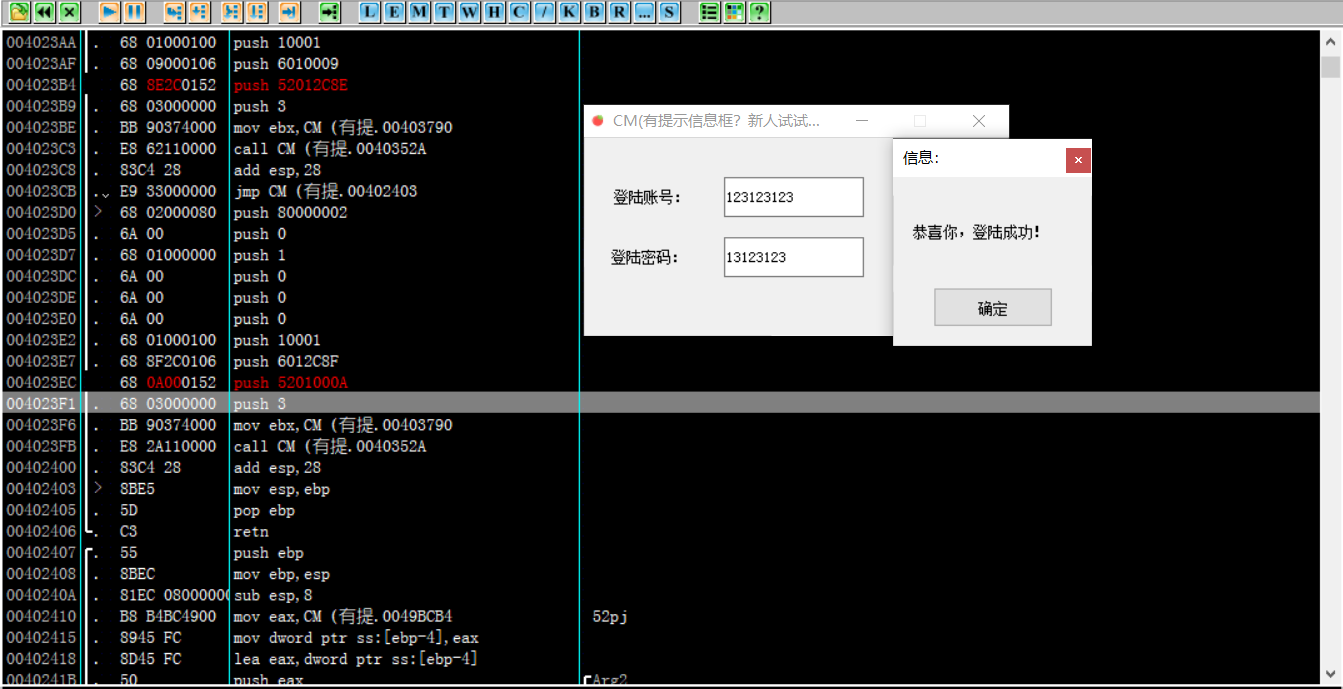 L E M T W H C / K B R ... S ?
004023AA . 68 01000100 push 10001
004023AF . 68 09000106 push 6010009
004023B4 68 8E2C0152 push 52012C8E
004023B9 . 68 03000000 push 3
004023BE . BB 90374000 mov ebx,CM (有提.00403790
004023C3 . E8 62110000 call CM (有提.0040352A
004023C8 . 83C4 28 add esp,28
004023CB . E9 33000000 jmp CM (有提.00402403
004023D0 > 68 02000080 push 80000002
004023D5 . 6A 00 push 0
004023D7 . 68 01000000 push 1
004023DC . 6A 00 push 0
004023DE . 6A 00 push 0
004023E0 . 6A 00 push 0
004023E2 . 68 01000100 push 10001
004023E7 . 68 8F2C0106 push 6012C8F
004023EC 68 0A000152 push 5201000A
004023F1 . 68 03000000 push 3
004023F6 . BB 90374000 mov ebx,CM (有提.00403790
004023FB . E8 2A110000 call CM (有提.0040352A
00402400 . 83C4 28 add esp,28
00402403 > 8BE5 mov esp,ebp
00402405 . 5D pop ebp
00402406 . C3 retn
00402407 . 55 push ebp
00402408 . 8BEC mov ebp,esp
0040240A . 81EC 08000000 sub esp,8
00402410 . B8 B4BC4900 mov eax,CM (有提.0049BCB4 52pj
00402415 . 8945 FC mov dword ptr ss:[ebp-4],eax
00402418 . 8D45 FC lea eax,dword ptr ss:[ebp-4]
0040241B . 50 push eax Arg2
CM(有提示信息框? 新人试试...
登陆账号: 123123123
登陆密码: 13123123
信息:
恭喜你，登陆成功!
确定